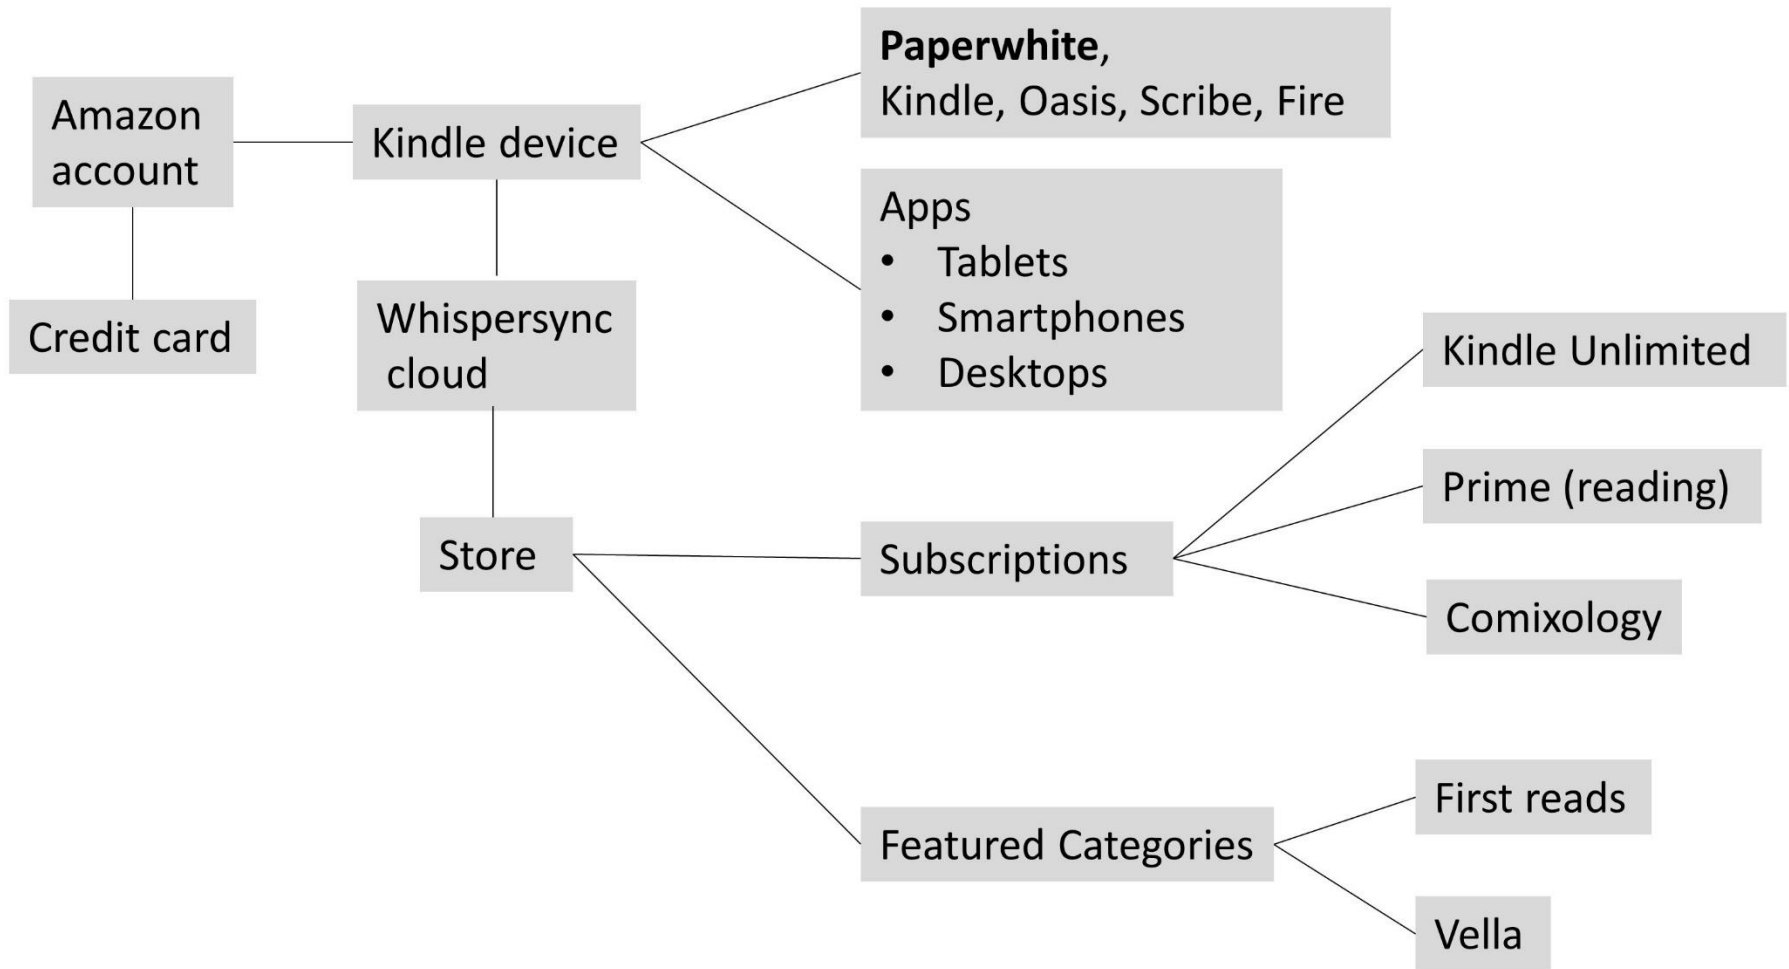 Amazon
account
Credit card
Kindle device
Whispersync
cloud
Store
Paperwhite,
Kindle, Oasis, Scribe, Fire
Apps
• Tablets
• Smartphones
• Desktops
Subscriptions
Kindle Unlimited
Prime (reading)
Comixology
Featured Categories
First reads
Vella